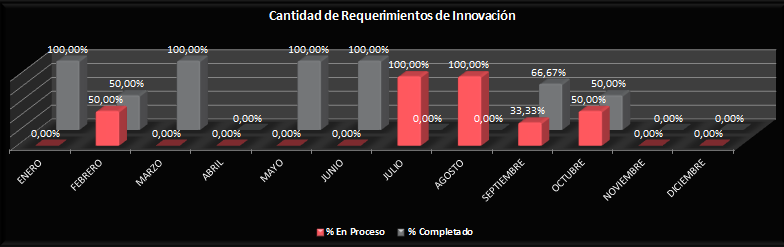 Cantidad de Requerimientos de Innovación
100,00% 100,00% 100,00% 100,00% 100,00% 100,00%
66,67%
50,00% 50,00%
50,00% 33,33% 50,00%
0,00% 0,00% 0,00% 0,00% 0,00%
0,00% 0,00% 0,00% 0,00% 0,00% 0,00% 0,00%
ENERO FEBRERO MARZO ABRIL MAYO JUNIO JULIO AGOSTO SEPTIEMBRE OCTUBRE NOVIEMBRE DICIEMBRE
% En Proceso % Completado